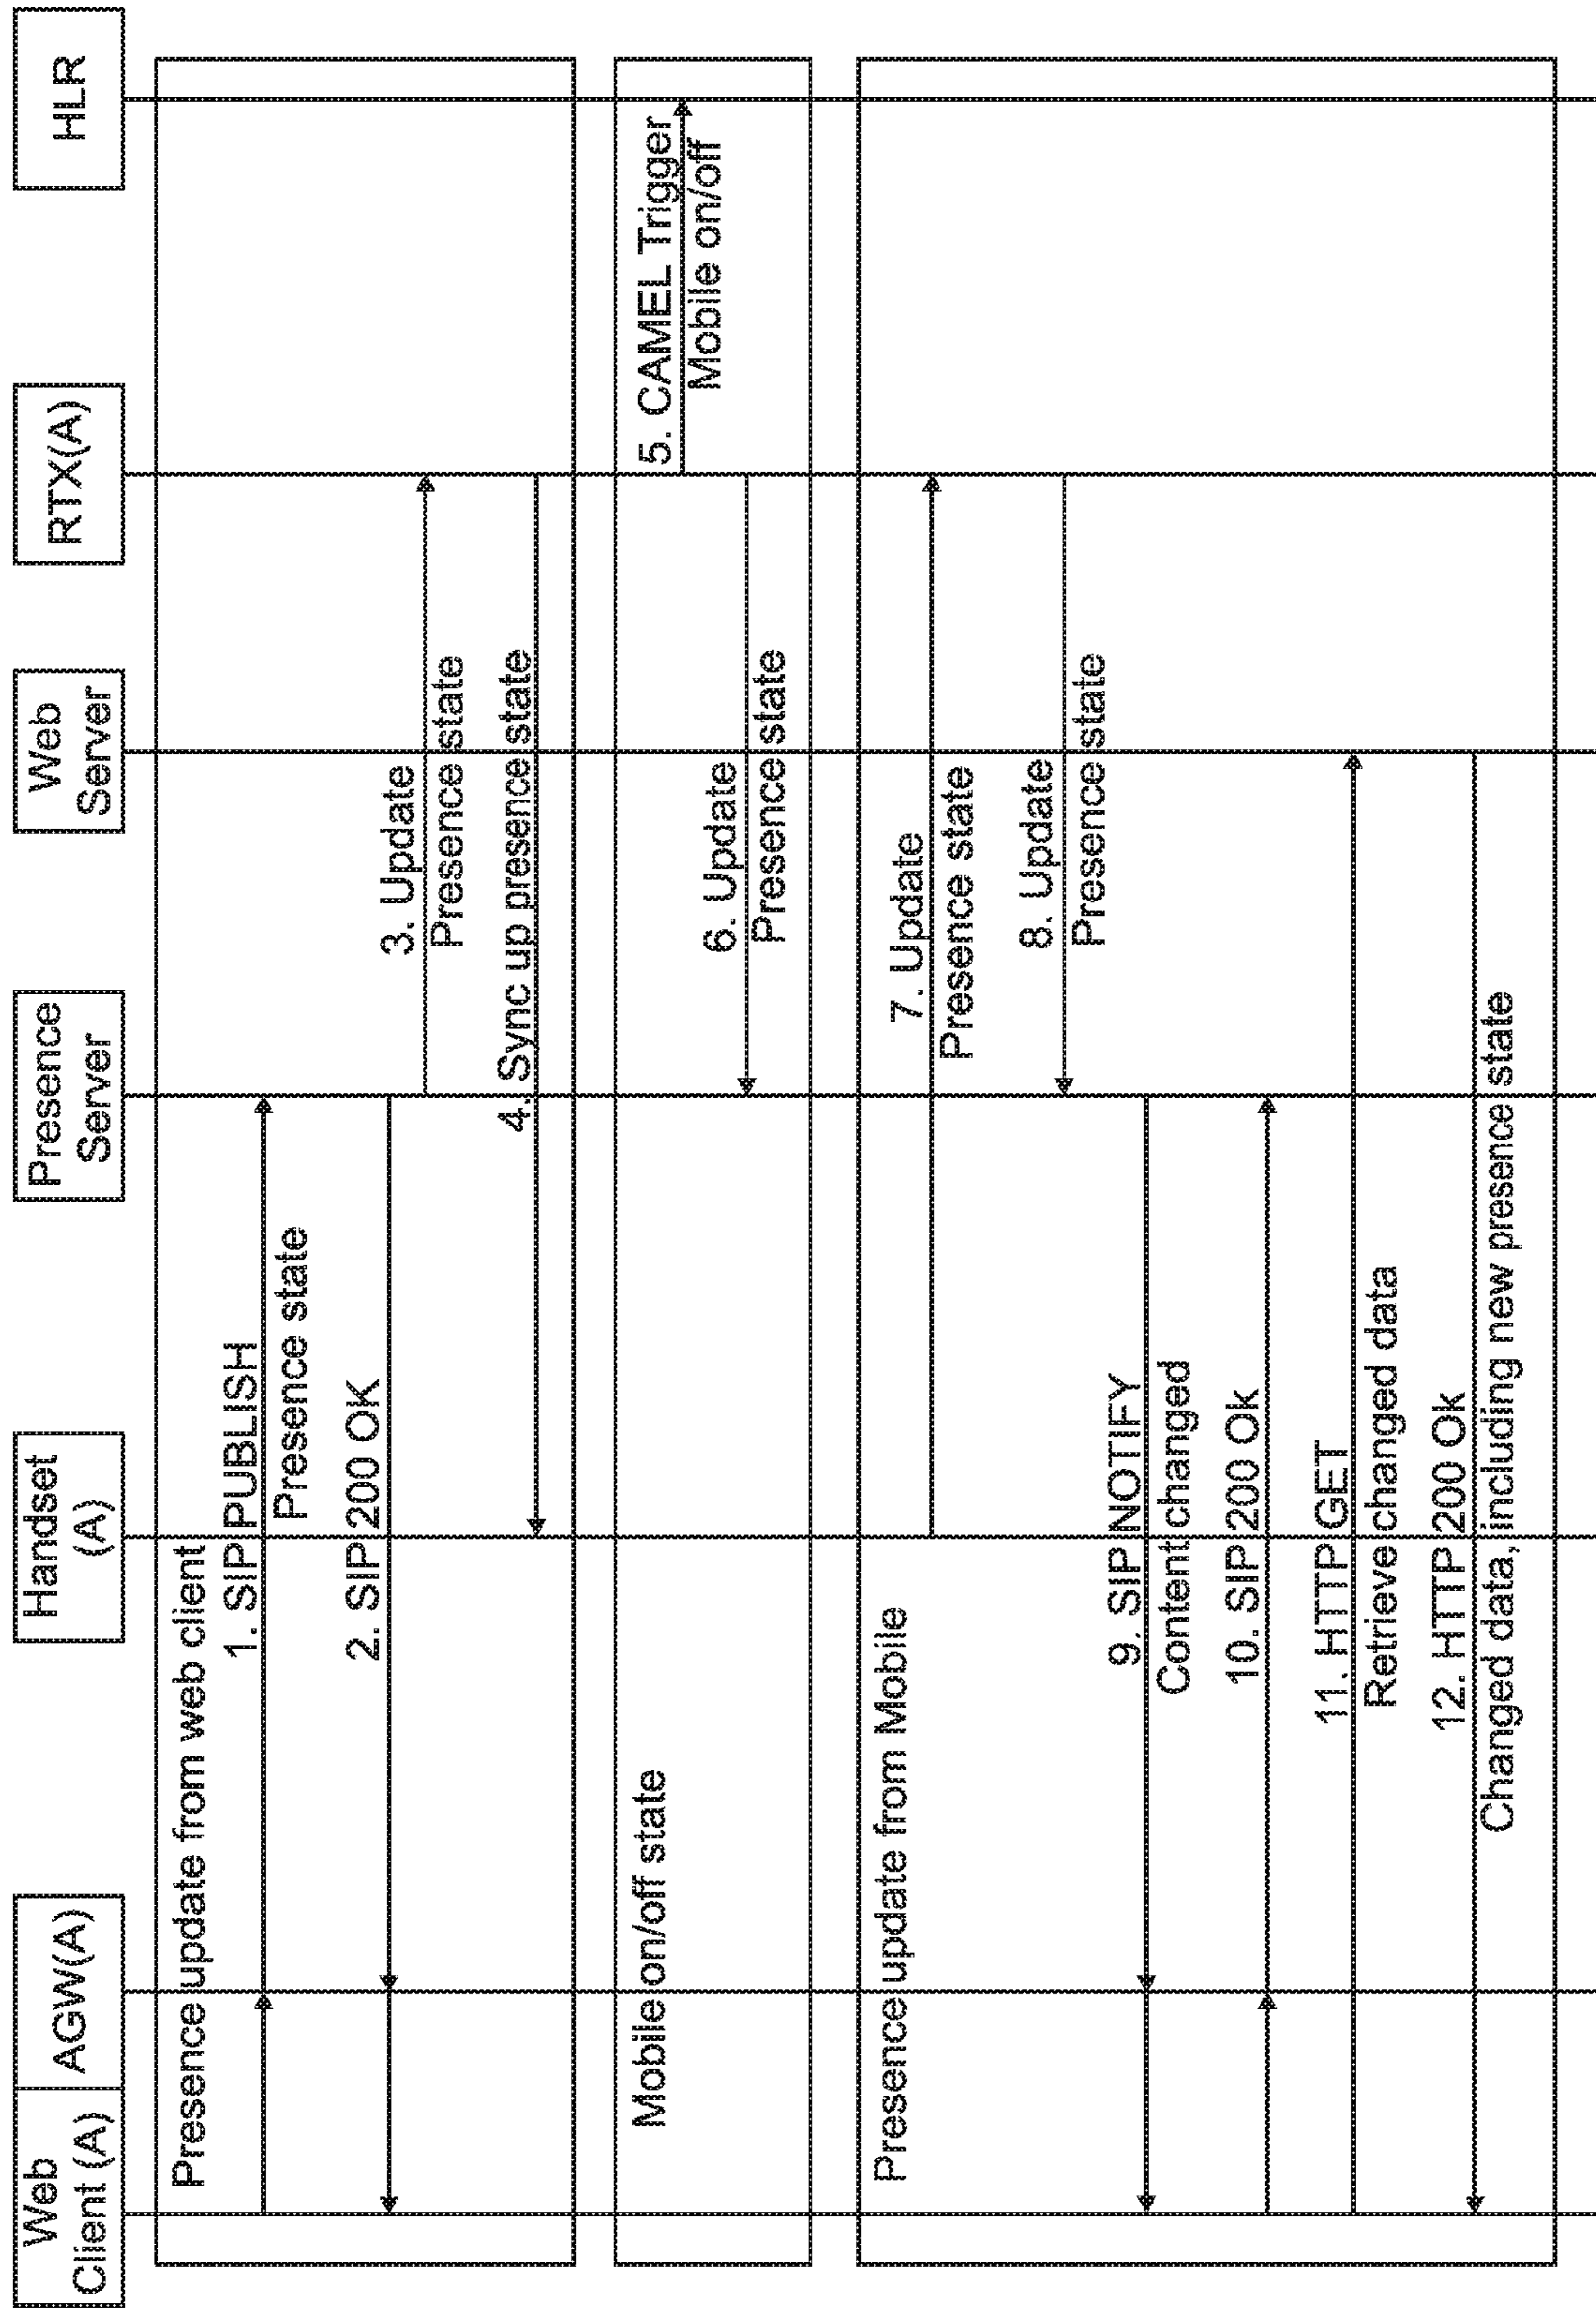 Web
Client (A)
AGW(A)
Handset
(A)
Presence
Server
Web
Server
RTX(A)
HLR
Presence update from web client
1. SIP PUBLISH
Presence state
2. SIP 200 OK
3. Update
Presence state
4. Sync up presence state
Mobile on/off state
5. CAMEL Trigger
Mobile on/off
6. Update
Presence state
Presence update from Mobile
7. Update
Presence state
8. Update
Presence state
9. SIP NOTIFY
Content changed
10. SIP 200 Ok
11. HTTP GET
Retrieve changed data
12. HTTP 200 Ok
Changed data, including new presence state